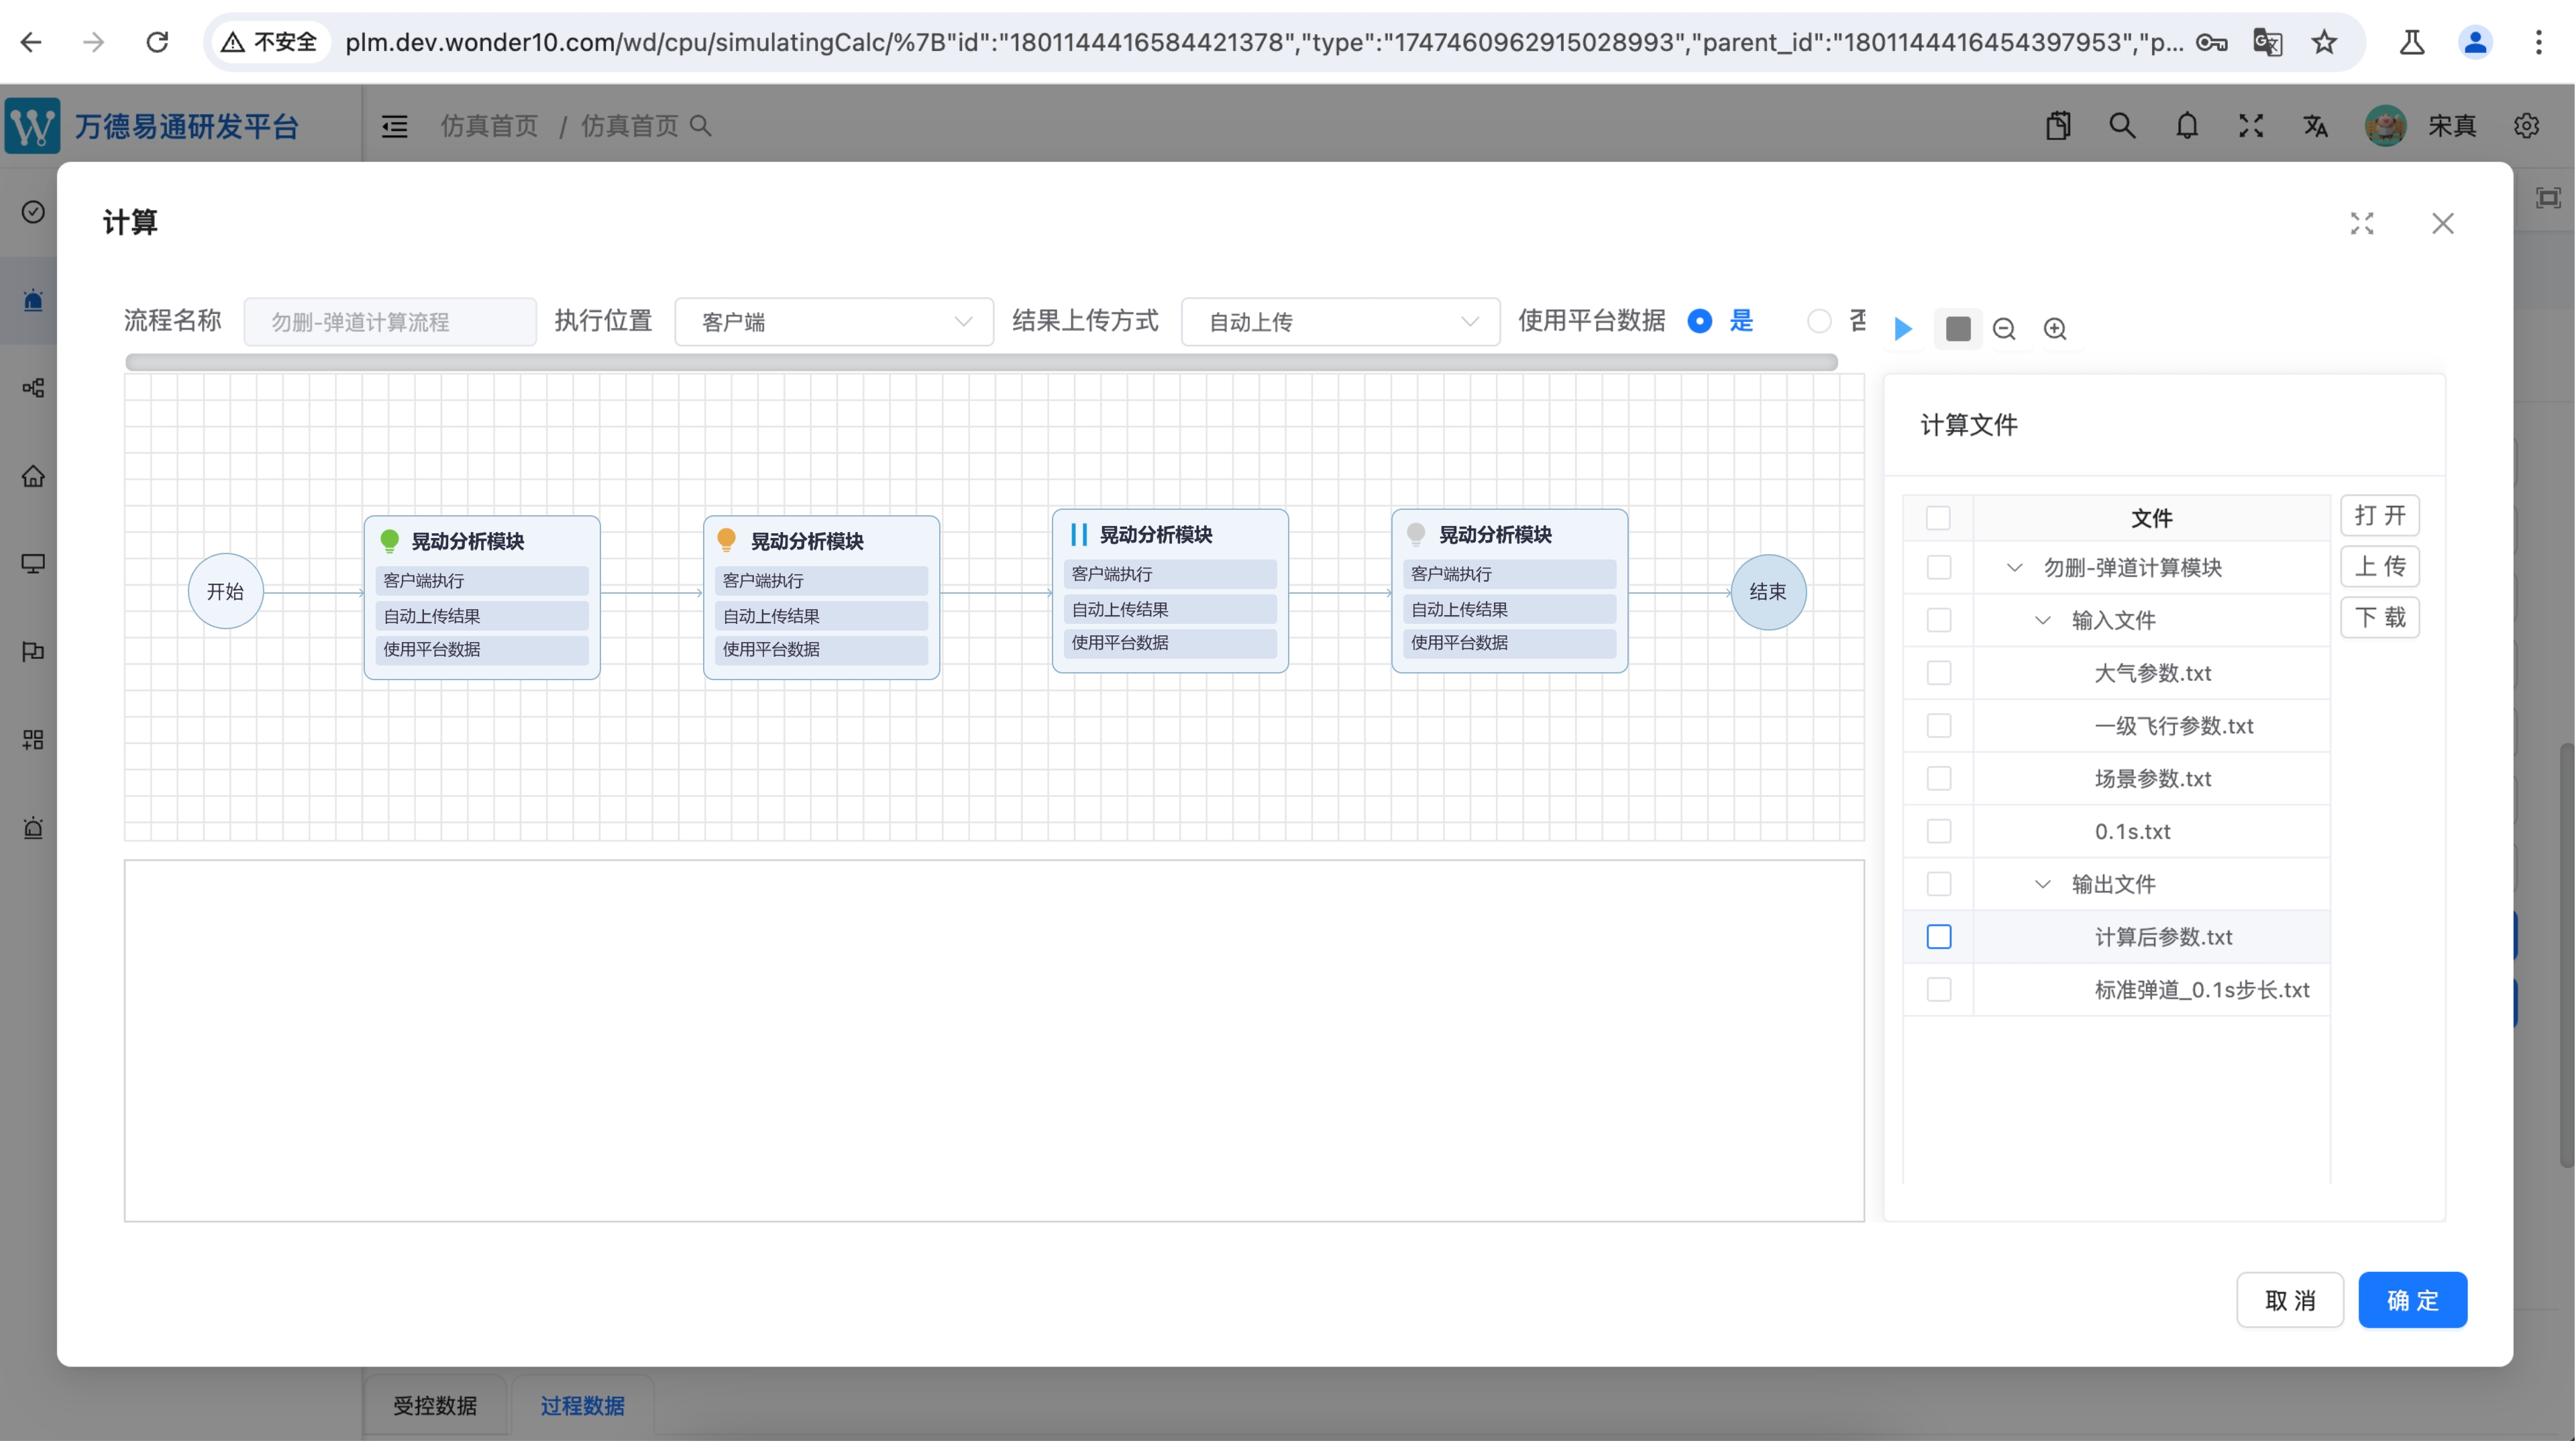 不安全 plm.dev.wonder10.com/wd/cpu/simulatingCalc/%7B"id":"1801144416584421378","type":"1747460962915028993","parent_id":"1801144416454397953","p...
万德易通研发平台
仿真首页 / 仿真首页
宋真
计算
流程名称 勿删-弹道计算流程 执行位置 客户端 结果上传方式 自动上传 使用平台数据 是 否
开始
晃动分析模块
客户端执行
自动上传结果
使用平台数据
晃动分析模块
客户端执行
自动上传结果
使用平台数据
晃动分析模块
客户端执行
自动上传结果
使用平台数据
晃动分析模块
客户端执行
自动上传结果
使用平台数据
结束
计算文件
文件
勿删-弹道计算模块
输入文件
大气参数.txt
一级飞行参数.txt
场景参数.txt
0.1s.txt
输出文件
计算后参数.txt
标准弹道_0.1s步长.txt
打开
上传
下载
取消 确定
受控数据 过程数据